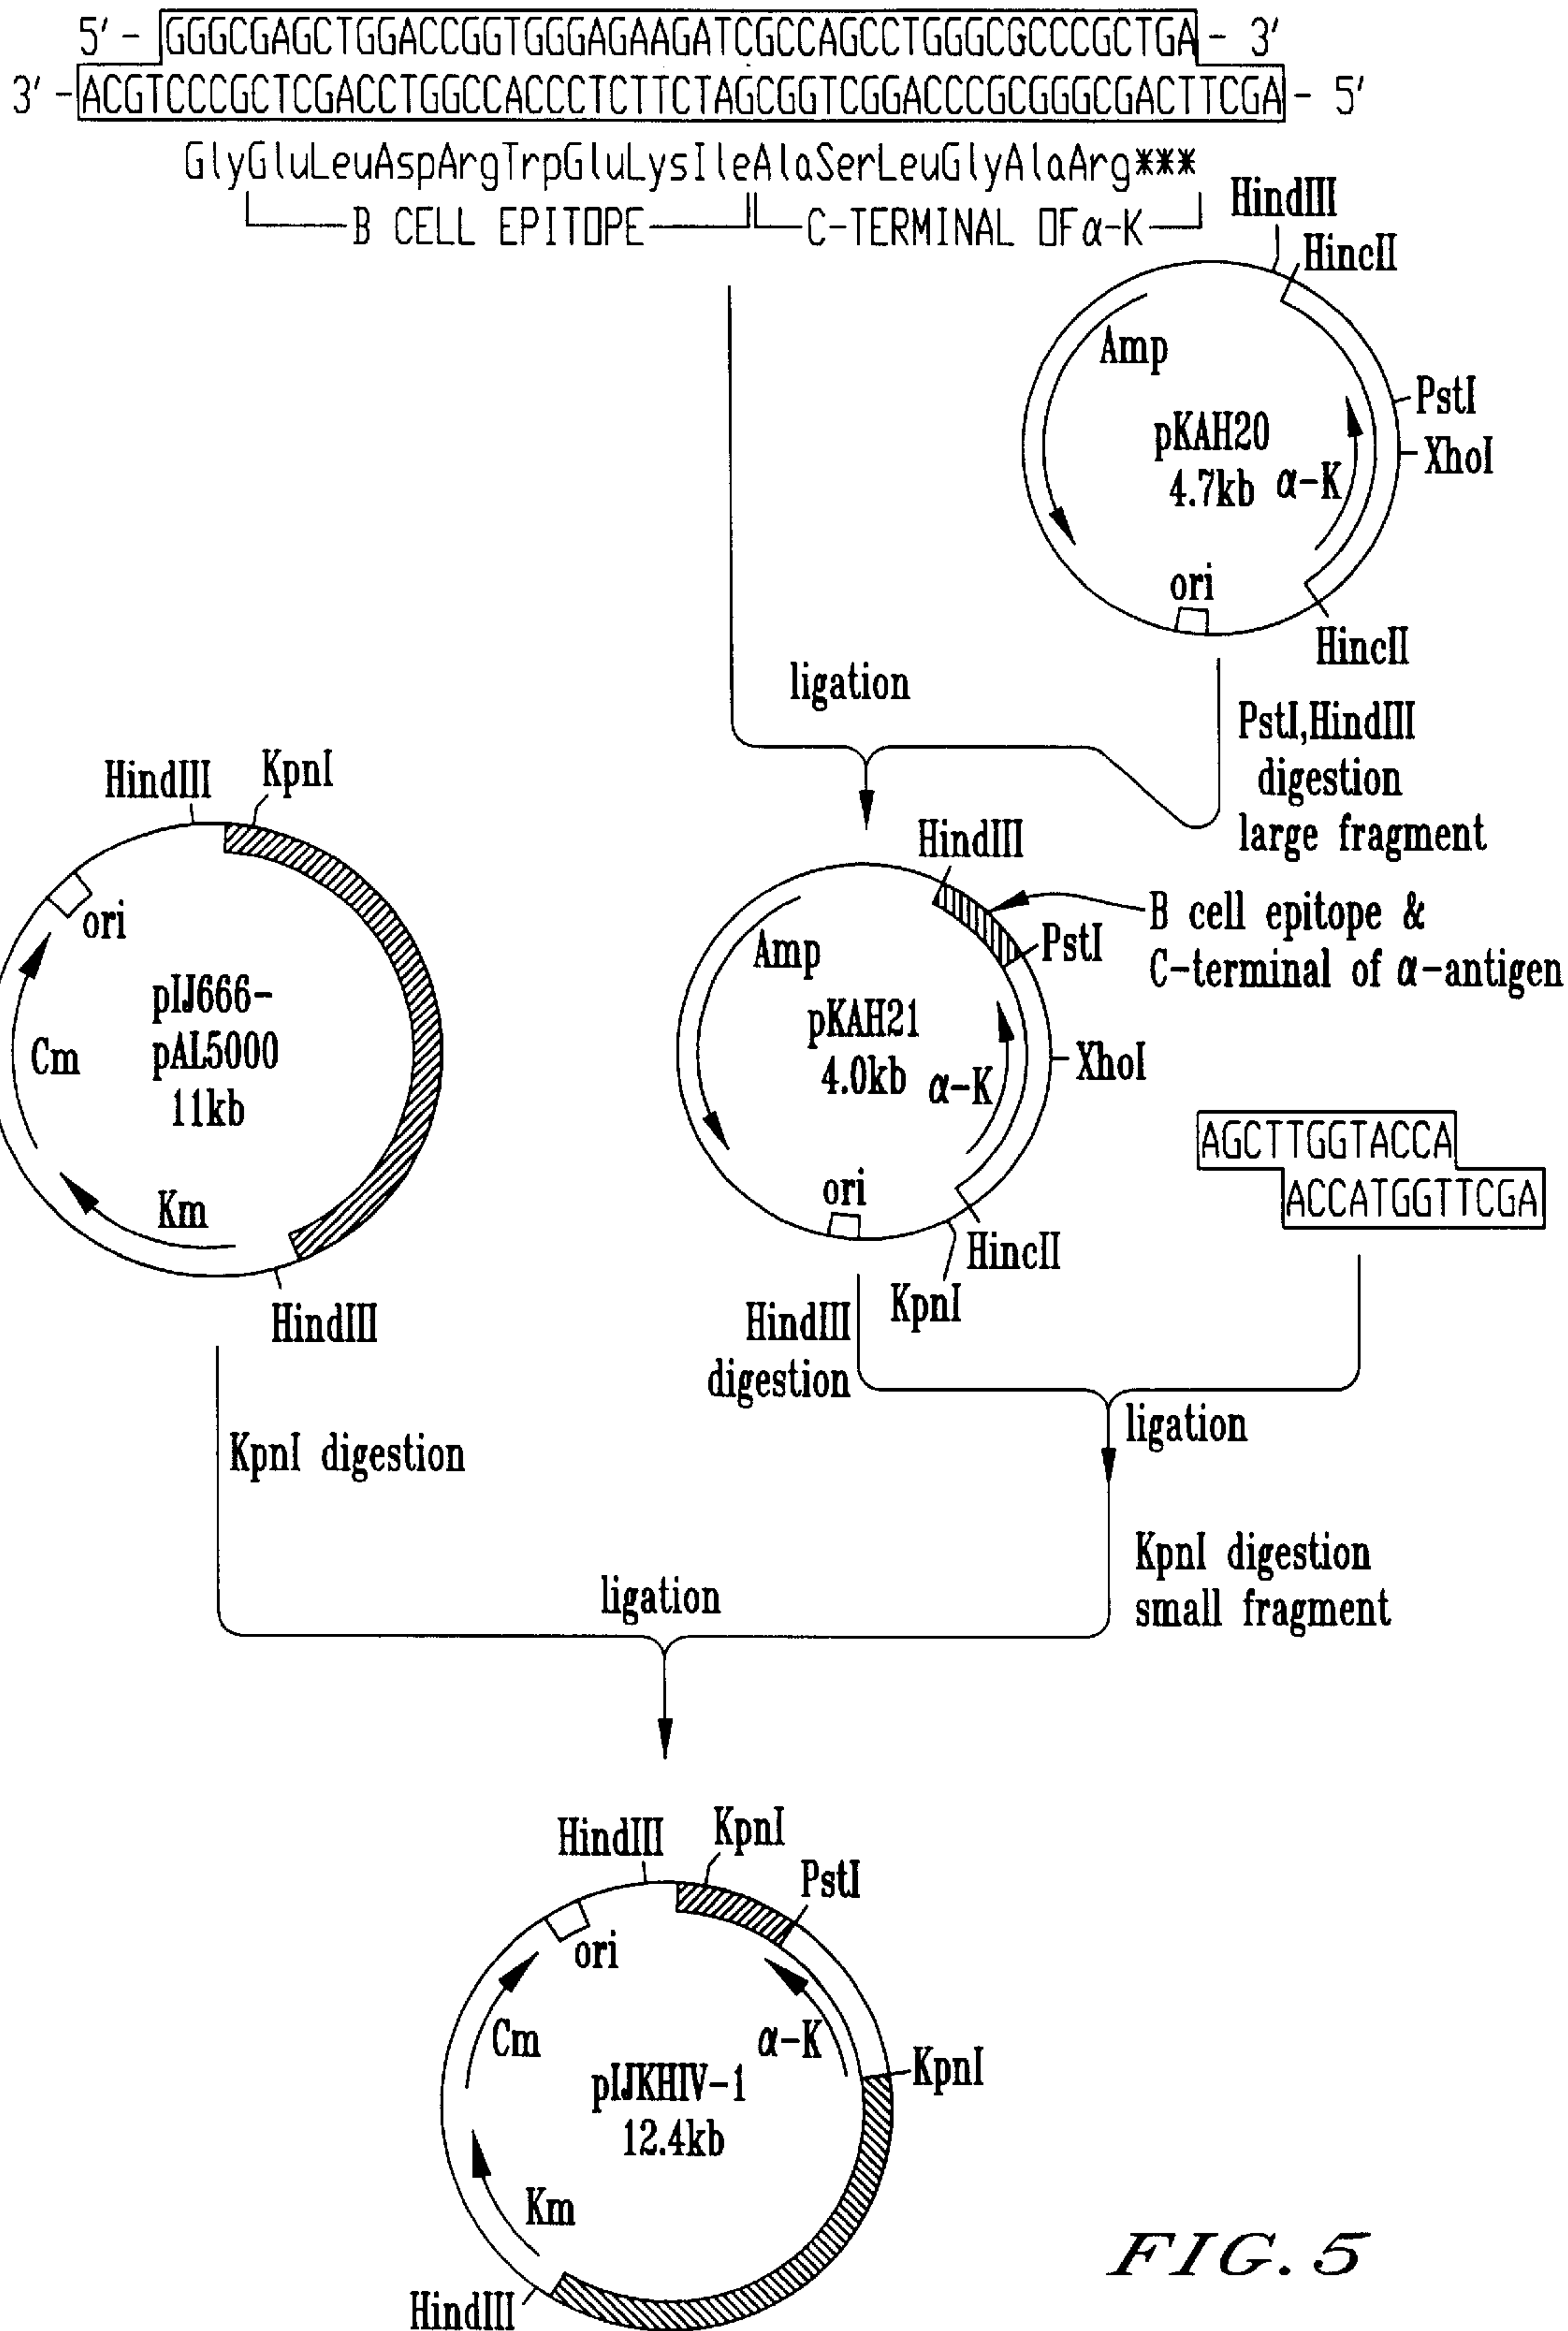 5' - GGGCGAGCTGGACCGGTGGGAGAAGATCGCCAGCCTGGGCGCCCGCTGA - 3'
3' - ACGTCCCGCTCGACCTGGCCACCCTCTTCTAGCGGTCGGACCCGCGGGCGACTTCGA - 5'
GlyGluLeuAspArgTrpGluLysIleAlaSerLeuGlyAlaArg***
B CELL EPITOPE C-TERMINAL OF α-K
HindIII
HincII
Amp
PstI
pKAH20
XhoI
4.7kb α-K
ori
HincII
ligation
PstI,HindIII
digestion
large fragment
HindIII KpnI
ori
pIJ666-
pAL5000
11kb
Cm
Km
HindIII
HindIII
B cell epitope &
C-terminal of α-antigen
Amp
PstI
pKAH21
4.0kb α-K
XhoI
ori
HincII
KpnI
AGCTTGGTACCA
ACCATGGTTCGA
HindIII
digestion
ligation
KpnI digestion
KpnI digestion
small fragment
ligation
HindIII KpnI
PstI
ori
Cm
α-K
KpnI
pIJKHIV-1
12.4kb
Km
HindIII
FIG. 5